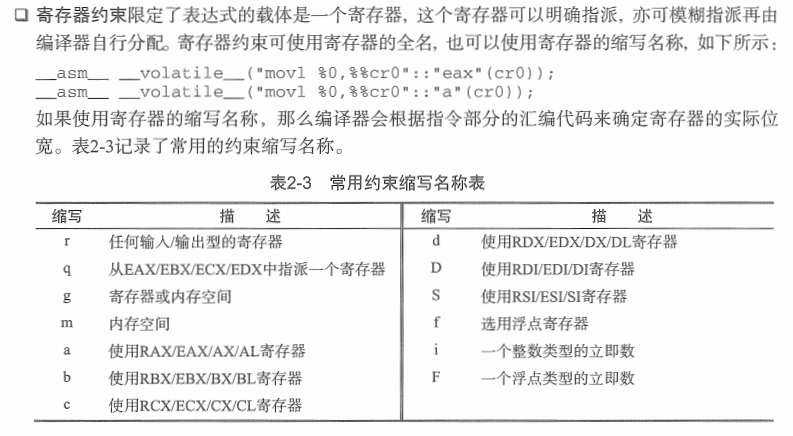 ❑ 寄存器约束限定了表达式的载体是一个寄存器，这个寄存器可以明确指派，亦可模糊指派再由
编译器自行分配。寄存器约束可使用寄存器的全名，也可以使用寄存器的缩写名称，如下所示：
__asm__ __volatile__("movl %0,%%cr0"::"eax"(cr0));
__asm__ __volatile__("movl %0,%%cr0"::"a"(cr0));
如果使用寄存器的缩写名称，那么编译器会根据指令部分的汇编代码来确定寄存器的实际位
宽。表2-3记录了常用的约束缩写名称。
表2-3 常用约束缩写名称表
缩写 描 述 缩写 描 述
r 任何输入/输出型的寄存器 d 使用RDX/EDX/DX/DL寄存器
q 从EAX/EBX/ECX/EDX中指派一个寄存器 D 使用RDI/EDI/DI寄存器
g 寄存器或内存空间 S 使用RSI/ESI/SI寄存器
m 内存空间 f 选用浮点寄存器
a 使用RAX/EAX/AX/AL寄存器 i 一个整数类型的立即数
b 使用RBX/EBX/BX/BL寄存器 F 一个浮点类型的立即数
c 使用RCX/ECX/CX/CL寄存器